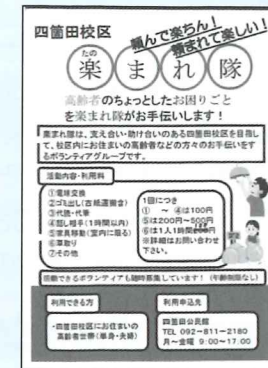 四箇田校区
頼んで楽ちん!
頼まれて楽しい!
たの
楽まれ隊
高齢者のちょっとしたお困りごと
を楽まれ隊がお手伝いします!
楽まれ隊は、支え合い・助け合いのある四箇田校区を目指し
て、校区内にお住まいの高齢者などの方々のお手伝いをす
るボランティアグループです。
活動内容・利用料
①電球交換
②ゴミ出し(古紙運搬含)
③代読・代筆
④話し相手(1時間以内)
⑤家具移動(室内に限る)
⑥草取り
⑦その他
1回につき
① ~ ④は100円
⑤は200円~500円
⑥は1人1時間
※詳細はお問い合わせ
下さい。
活動できるボランティアも随時募集しています!(年齢制限なし)
利用できる方
・四箇田校区にお住まいの
高齢者世帯(単身・夫婦)
利用申込先
四箇田公民館
TEL 092-811-2180
月~金曜 9:00~17:00